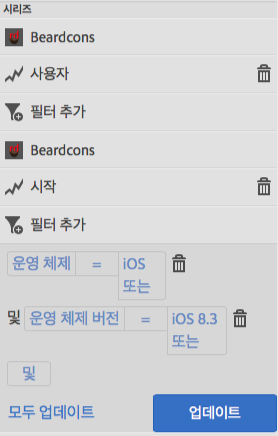 시리즈
Beardcons
사용자
필터 추가
Beardcons
시작
필터 추가
운영 체제 = iOS
또는
및 운영 체제 버전 = iOS 8.3
또는
및
모두 업데이트 업데이트